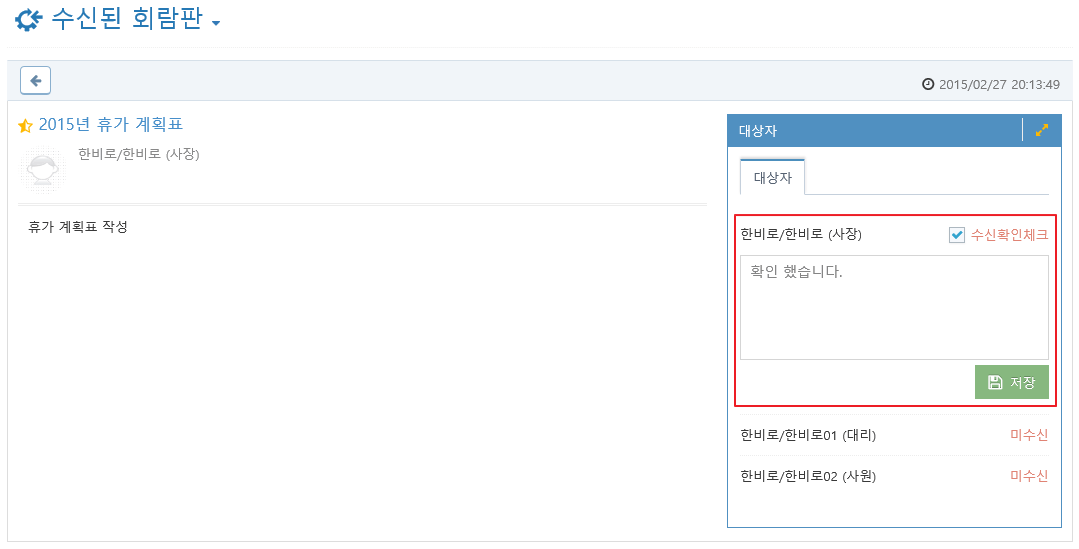 수신된 회람판
2015/02/27 20:13:49
2015년 휴가 계획표
한비로/한비로 (사장)
휴가 계획표 작성
대상자
대상자
한비로/한비로 (사장) 수신확인체크
확인 했습니다.
저장
한비로/한비로01 (대리) 미수신
한비로/한비로02 (사원) 미수신